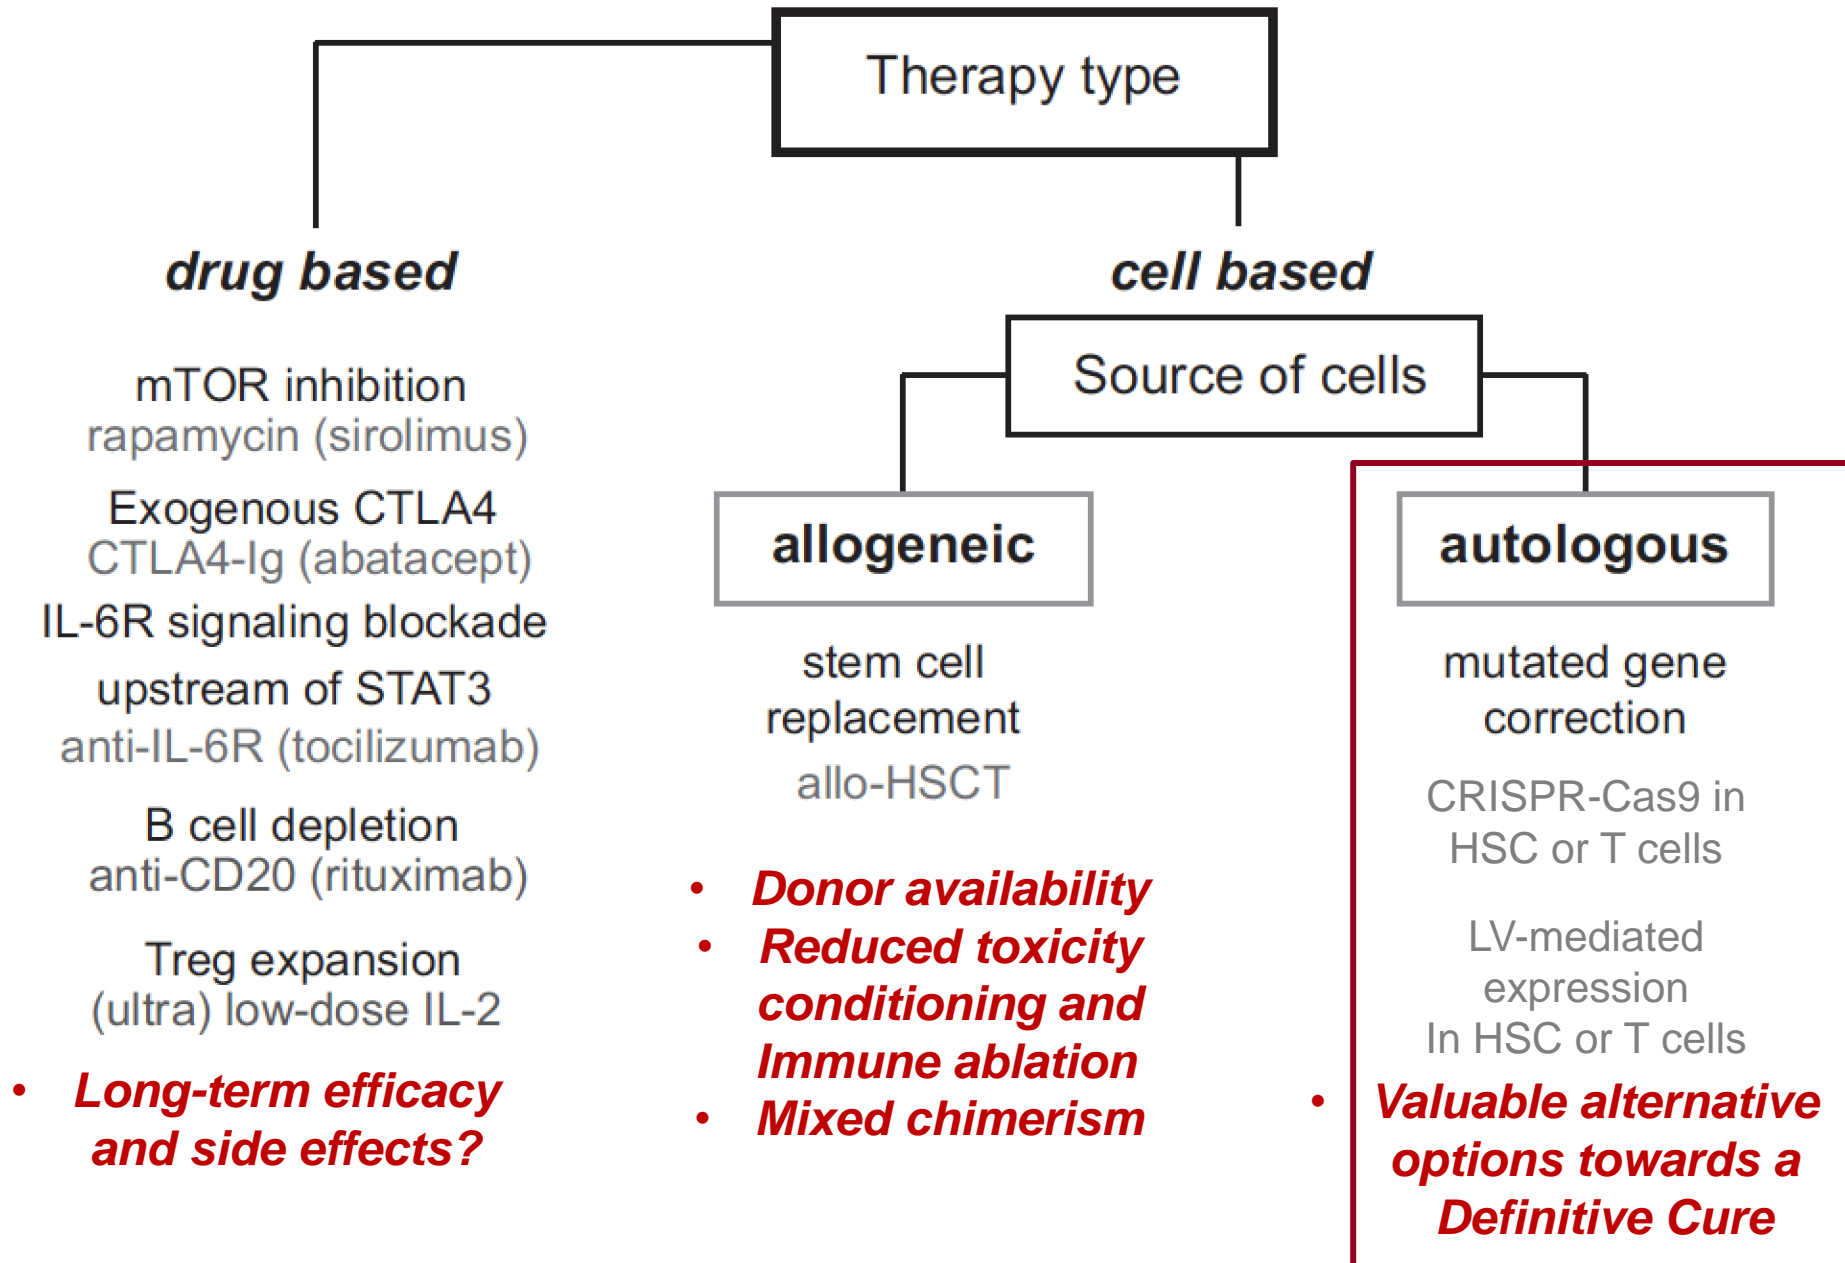 Therapy type
drug based
mTOR inhibition
rapamycin (sirolimus)
Exogenous CTLA4
CTLA4-Ig (abatacept)
IL-6R signaling blockade
upstream of STAT3
anti-IL-6R (tocilizumab)
B cell depletion
anti-CD20 (rituximab)
Treg expansion
(ultra) low-dose IL-2
• Long-term efficacy
and side effects?
cell based
Source of cells
allogeneic
stem cell
replacement
allo-HSCT
• Donor availability
• Reduced toxicity
conditioning and
Immune ablation
• Mixed chimerism
autologous
mutated gene
correction
CRISPR-Cas9 in
HSC or T cells
LV-mediated
expression
In HSC or T cells
• Valuable alternative
options towards a
Definitive Cure